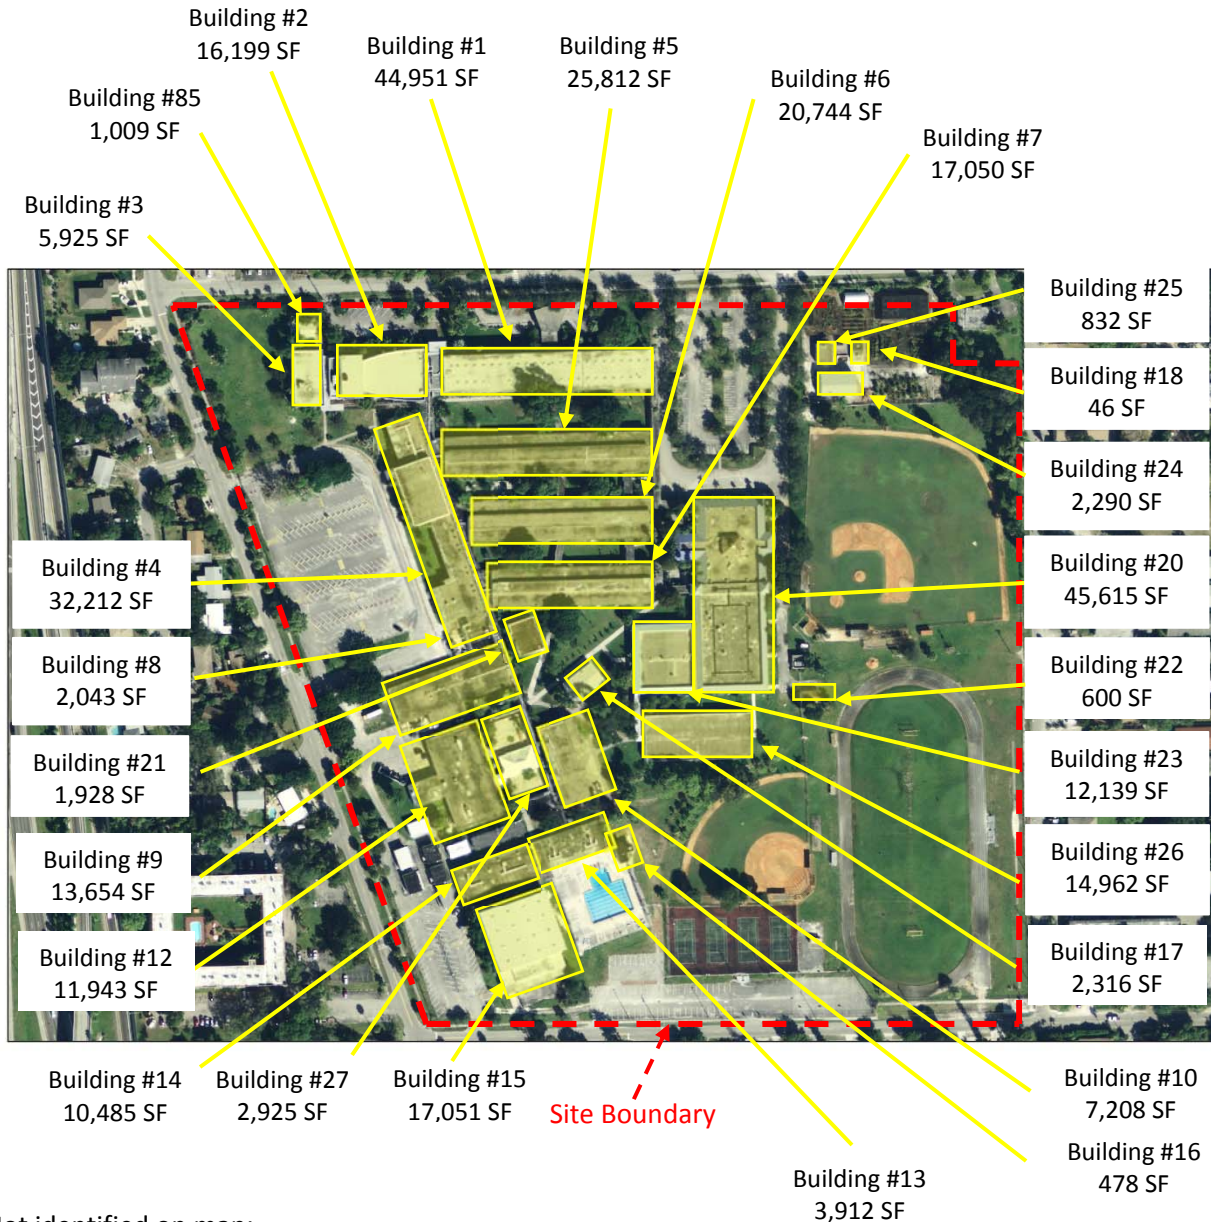 Building #2
16,199 SF
Building #1
44,951 SF
Building #5
25,812 SF
Building #6
20,744 SF
Building #85
1,009 SF
Building #7
17,050 SF
Building #3
5,925 SF
Building #25
832 SF
Building #18
46 SF
Building #24
2,290 SF
Building #4
32,212 SF
Building #20
45,615 SF
Building #8
2,043 SF
Building #22
600 SF
Building #21
1,928 SF
Building #23
12,139 SF
Building #9
13,654 SF
Building #26
14,962 SF
Building #12
11,943 SF
Building #17
2,316 SF
Building #14
10,485 SF
Building #27
2,925 SF
Building #15
17,051 SF
Site Boundary
Building #10
7,208 SF
Building #16
478 SF
Building #13
3,912 SF